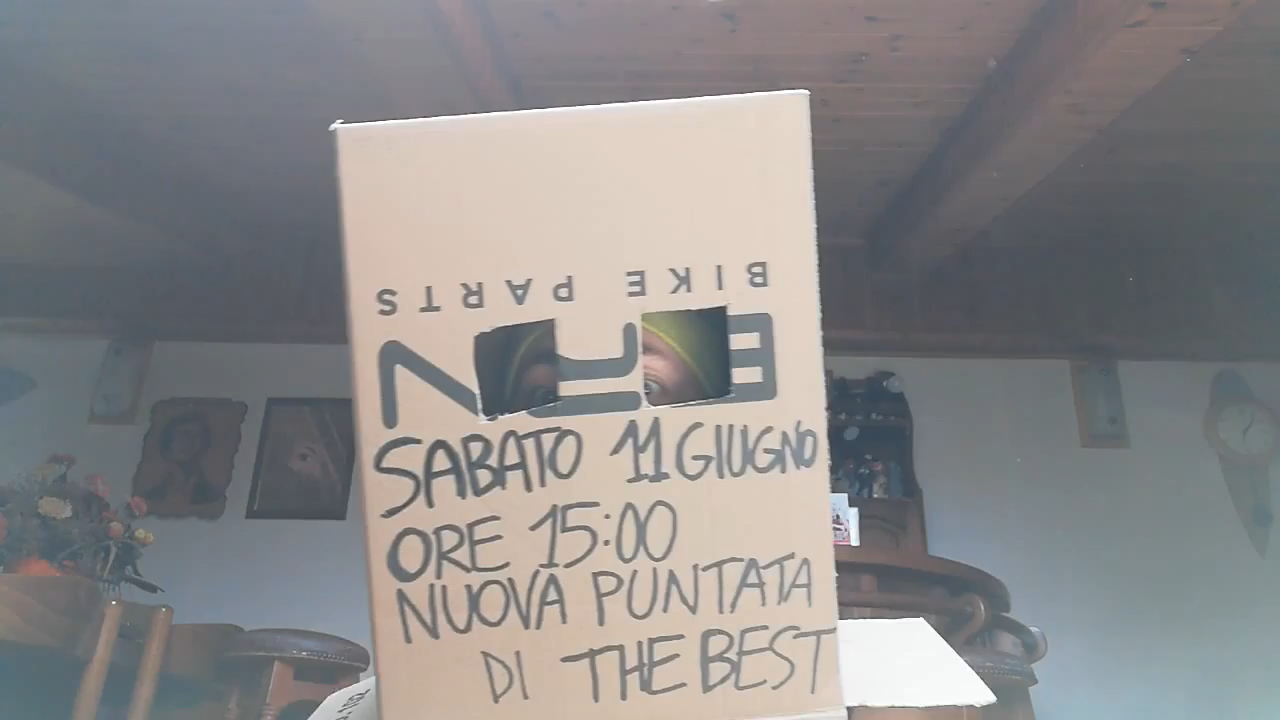 BIKE PARTS
SABATO 11 GIUGNO
ORE 15:00
NUOVA PUNTATA
DI THE BEST